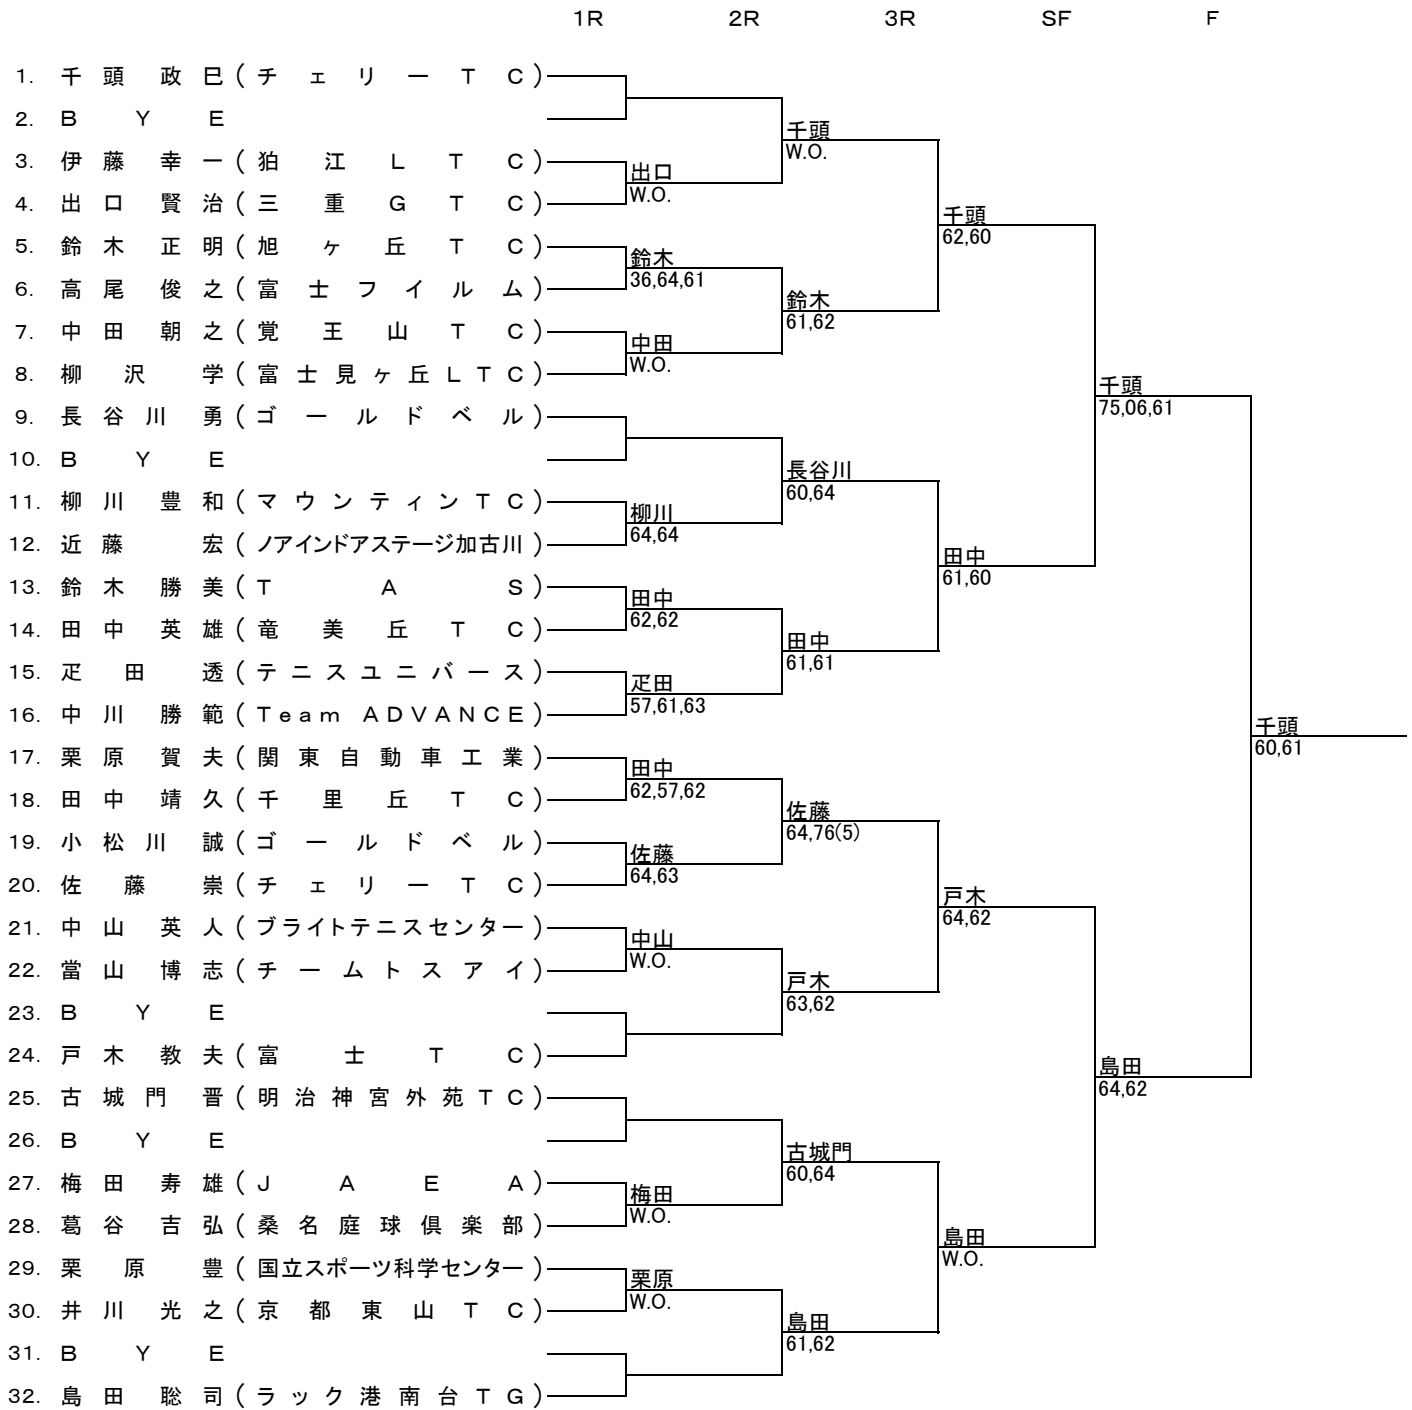 1R 2R 3R SF F
1. 千頭 政巳 (チェリーTC)
2. BYE
千頭
W.O.
3. 伊藤 幸一 (狛江LTC)
出口
W.O.
4. 出口 賢治 (三重GTC)
千頭
62,60
5. 鈴木 正明 (旭ヶ丘TC)
鈴木
36,64,61
6. 高尾 俊之 (富士フイルム)
鈴木
61,62
7. 中田 朝之 (覚王山TC)
中田
W.O.
8. 柳沢 学 (富士見ヶ丘LTC)
千頭
75,06,61
9. 長谷川 勇 (ゴールドベル)
10. BYE
長谷川
60,64
11. 柳川 豊和 (マウンティンTC)
柳川
64,64
12. 近藤 宏 (ノアインドアステージ加古川)
田中
61,60
13. 鈴木 勝美 (TAS)
田中
62,62
14. 田中 英雄 (竜美丘TC)
田中
61,61
15. 疋田 透 (テニスユニバース)
疋田
57,61,63
16. 中川 勝範 (Team ADVANCE)
千頭
60,61
17. 栗原 賀夫 (関東自動車工業)
田中
62,57,62
18. 田中 靖久 (千里丘TC)
佐藤
64,76(5)
19. 小松川 誠 (ゴールドベル)
佐藤
64,63
20. 佐藤 崇 (チェリーTC)
戸木
64,62
21. 中山 英人 (ブライトテニスセンター)
中山
W.O.
22. 當山 博志 (チームトスアイ)
戸木
63,62
23. BYE
24. 戸木 教夫 (富士TC)
島田
64,62
25. 古城門 晋 (明治神宮外苑TC)
26. BYE
古城門
60,64
27. 梅田 寿雄 (JAEA)
梅田
W.O.
28. 葛谷 吉弘 (桑名庭球倶楽部)
島田
W.O.
29. 栗原 豊 (国立スポーツ科学センター)
栗原
W.O.
30. 井川 光之 (京都東山TC)
島田
61,62
31. BYE
32. 島田 聡司 (ラック港南台TG)